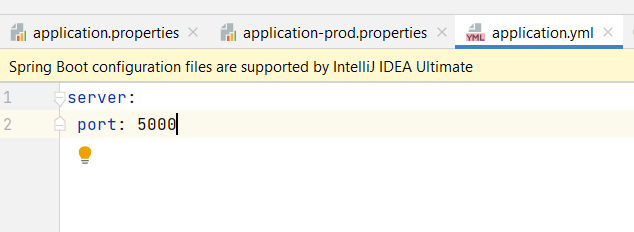 application.properties application-prod.properties YML application.yml
Spring Boot configuration files are supported by IntelliJ IDEA Ultimate
1 server:
2  port: 5000